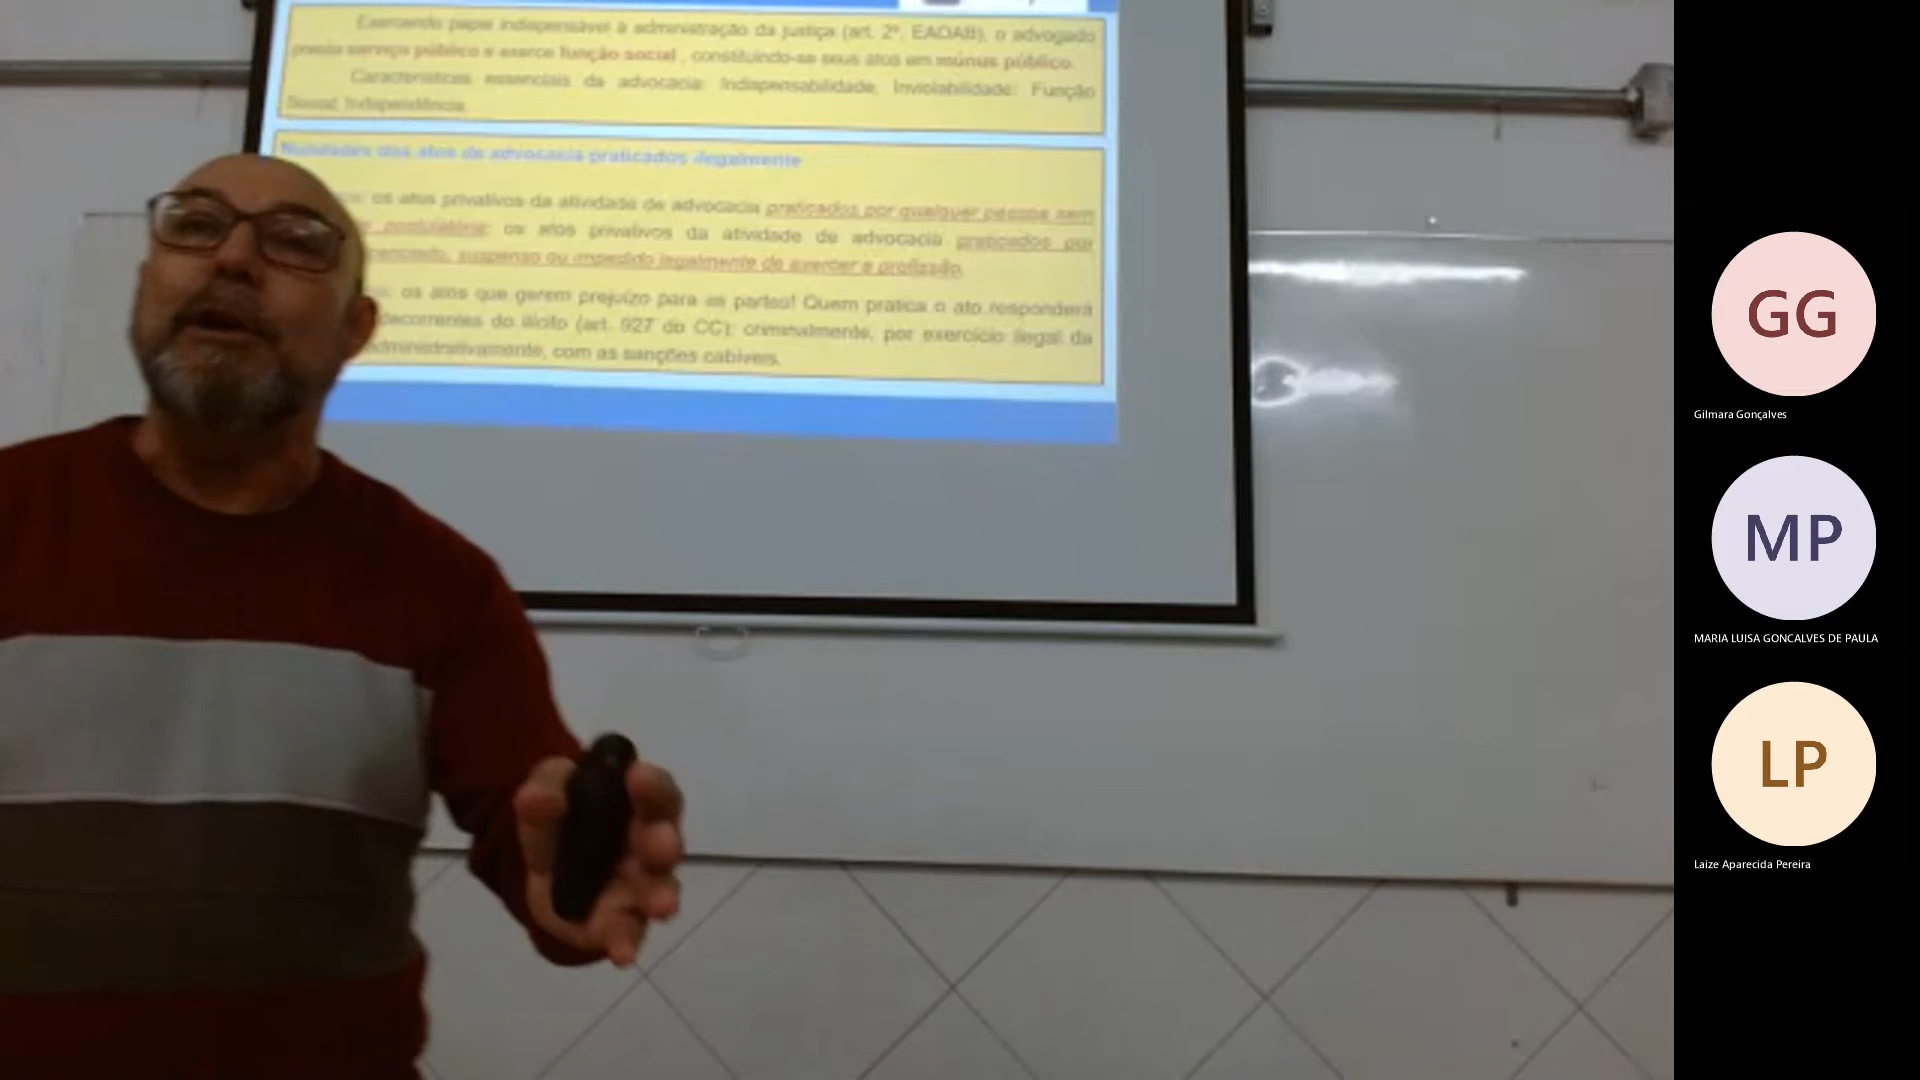 Exercendo papel indispensável à administração da justiça (art. 2º, EAOAB), o advogado
presta serviço público e exerce função social , constituindo-se seus atos em múnus público.
Características essenciais da advocacia: Indispensabilidade; Inviolabilidade; Função
Social; Independência.
Nulidades dos atos de advocacia praticados ilegalmente
os atos privativos da atividade de advocacia praticados por qualquer pessoa sem
postulatória; os atos privativos da atividade de advocacia praticados por
suspenso ou impedido legalmente de exercer a profissão.
os atos que gerem prejuízo para as partes! Quem pratica o ato responderá
decorrentes do ilícito (art. 927 do CC); criminalmente, por exercício ilegal da
administrativamente, com as sanções cabíveis.
GG
Gilmara Gonçalves
MP
MARIA LUISA GONCALVES DE PAULA
LP
Laize Aparecida Pereira